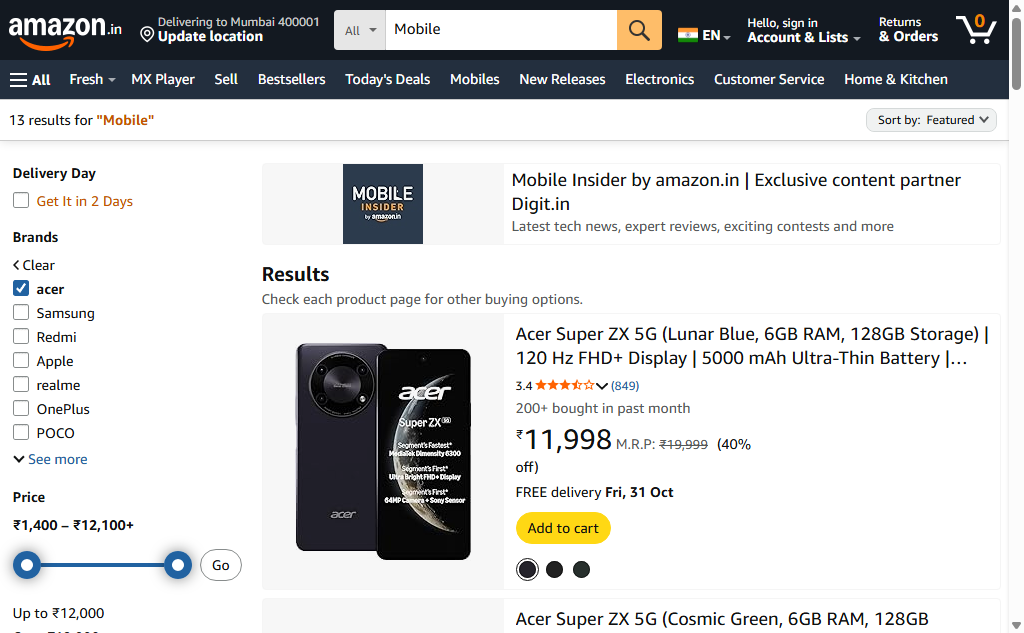 amazon.in
Delivering to Mumbai 400001
Update location
All
Mobile
EN
Hello, sign in
Account & Lists
Returns
& Orders
0
All
Fresh
MX Player
Sell
Bestsellers
Today's Deals
Mobiles
New Releases
Electronics
Customer Service
Home & Kitchen
13 results for "Mobile"
Sort by: Featured
Delivery Day
Get It in 2 Days
Brands
Clear
acer
Samsung
Redmi
Apple
realme
OnePlus
POCO
See more
Price
₹1,400 – ₹12,100+
Go
Up to ₹12,000
MOBILE
INSIDER
by amazon.in
Mobile Insider by amazon.in | Exclusive content partner
Digit.in
Latest tech news, expert reviews, exciting contests and more
Results
Check each product page for other buying options.
acer
acer
Super ZX 5G
Segment's Fastest*
MediaTek Dimensity 6300
Segment's First*
Ultra Bright FHD+ Display
Segment's First*
64MP Camera + Sony Sensor
Acer Super ZX 5G (Lunar Blue, 6GB RAM, 128GB Storage) |
120 Hz FHD+ Display | 5000 mAh Ultra-Thin Battery |…
3.4 (849)
200+ bought in past month
₹11,998 M.R.P: ₹19,999 (40%
off)
FREE delivery Fri, 31 Oct
Add to cart
Acer Super ZX 5G (Cosmic Green, 6GB RAM, 128GB